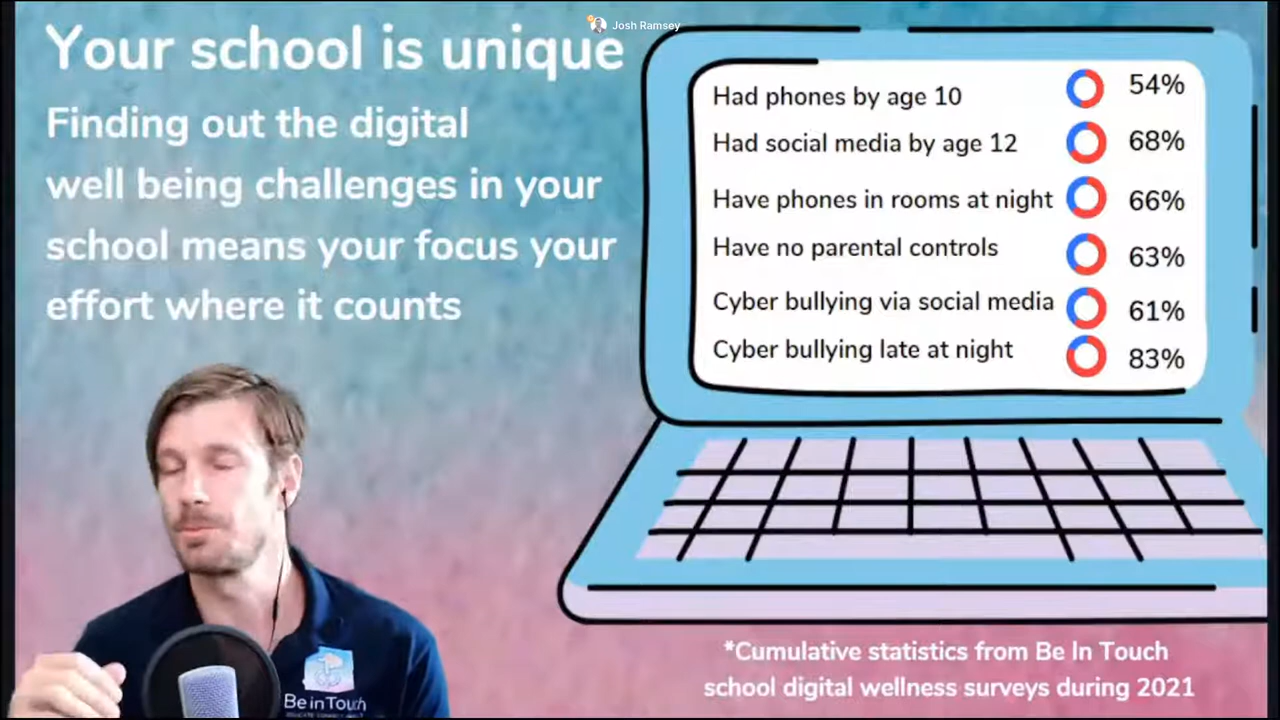 Josh Ramsey
Your school is unique
Finding out the digital
well being challenges in your
school means your focus your
effort where it counts
Had phones by age 10 54%
Had social media by age 12 68%
Have phones in rooms at night 66%
Have no parental controls 63%
Cyber bullying via social media 61%
Cyber bullying late at night 83%
Be in Touch
*Cumulative statistics from Be In Touch
school digital wellness surveys during 2021